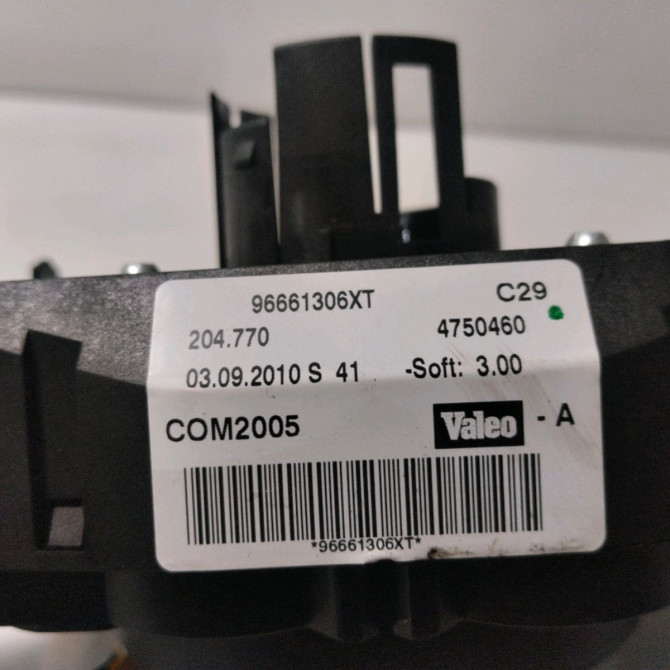 96661306XT C29
204.770 4750460
03.09.2010 S 41 -Soft: 3.00
COM2005 Valeo - A
*96661306XT*